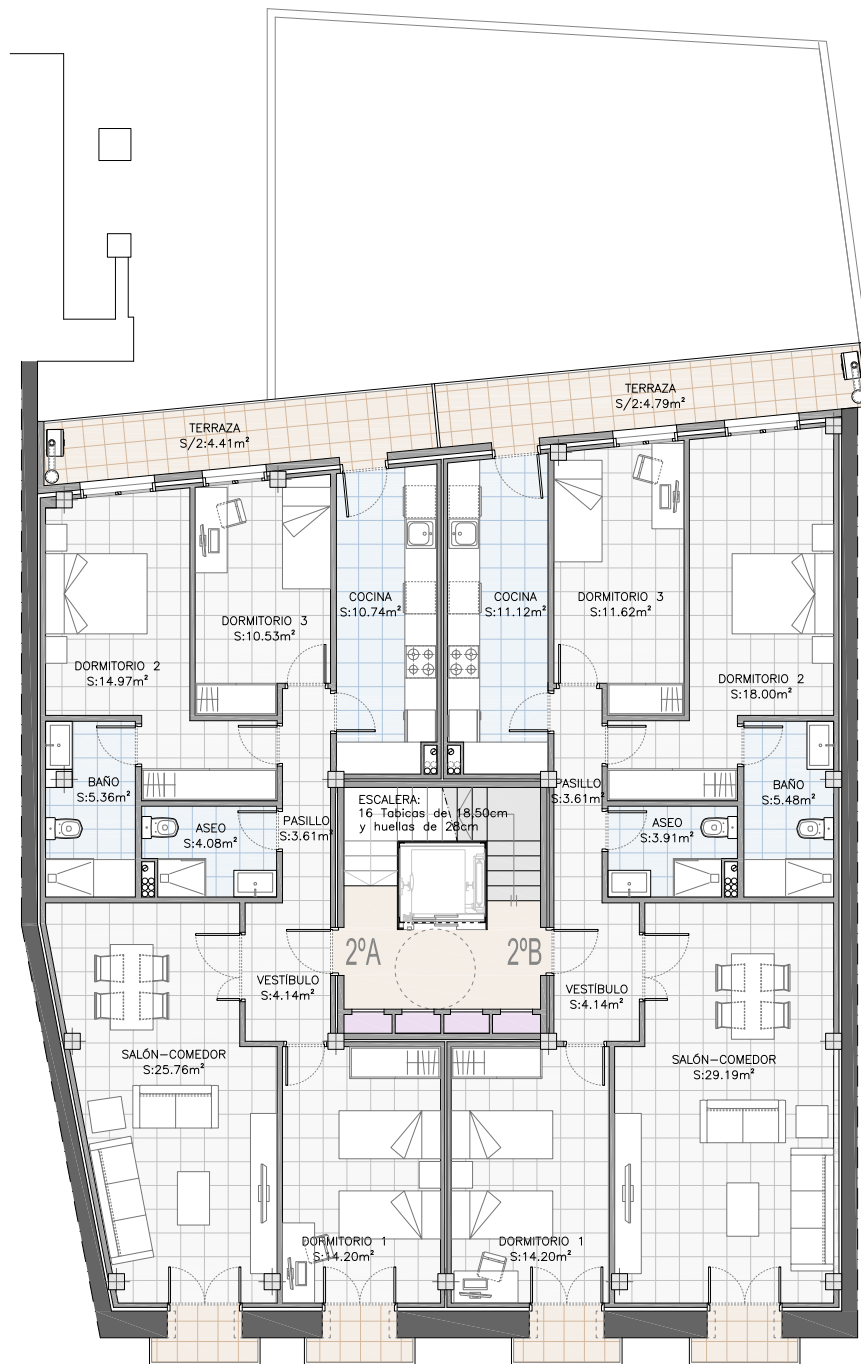 TERRAZA
S/2:4.79m²
TERRAZA
S/2:4.41m²
COCINA
S:10.74m²
COCINA
S:11.12m²
DORMITORIO 3
S:11.62m²
DORMITORIO 3
S:10.53m²
DORMITORIO 2
S:14.97m²
DORMITORIO 2
S:18.00m²
BAÑO
S:5.36m²
ESCALERA:
16 Tabicas de 18,50cm
y huellas de 28cm
PASILLO
S:3.61m²
BAÑO
S:5.48m²
ASEO
S:4.08m²
PASILLO
S:3.61m²
ASEO
S:3.91m²
2ºA
2ºB
VESTÍBULO
S:4.14m²
VESTÍBULO
S:4.14m²
SALÓN-COMEDOR
S:25.76m²
SALÓN-COMEDOR
S:29.19m²
DORMITORIO 1
S:14.20m²
DORMITORIO 1
S:14.20m²